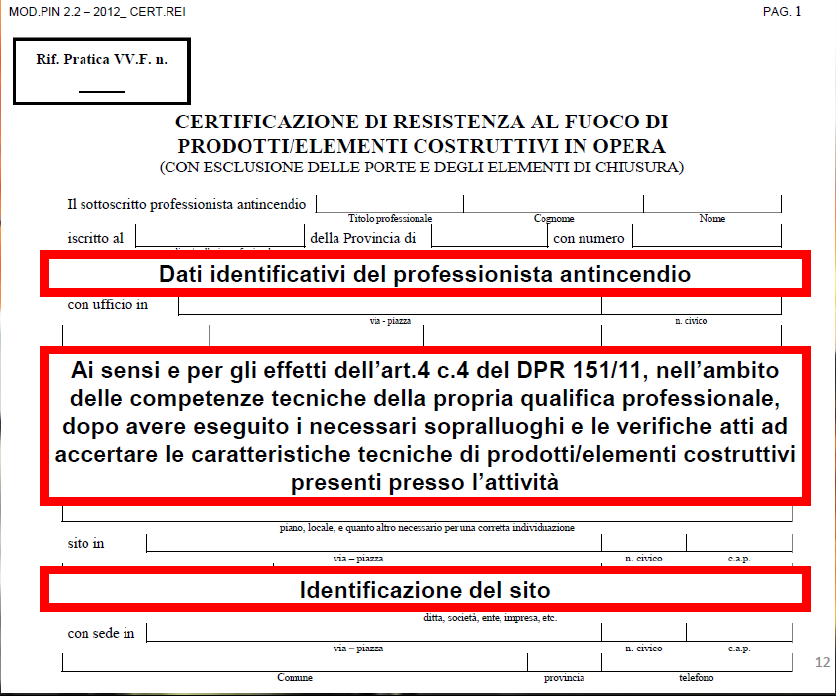 MOD.PIN 2.2 – 2012_ CERT.REI PAG. 1
Rif. Pratica VV.F. n.
CERTIFICAZIONE DI RESISTENZA AL FUOCO DI
PRODOTTI/ELEMENTI COSTRUTTIVI IN OPERA
(CON ESCLUSIONE DELLE PORTE E DEGLI ELEMENTI DI CHIUSURA)
Il sottoscritto professionista antincendio
Titolo professionale Cognome Nome
iscritto al della Provincia di con numero
Dati identificativi del professionista antincendio
con ufficio in
via - piazza n. civico
Ai sensi e per gli effetti dell’art.4 c.4 del DPR 151/11, nell’ambito
delle competenze tecniche della propria qualifica professionale,
dopo avere eseguito i necessari sopralluoghi e le verifiche atti ad
accertare le caratteristiche tecniche di prodotti/elementi costruttivi
presenti presso l’attività
piano, locale, e quanto altro necessario per una corretta individuazione
sito in
via – piazza n. civico c.a.p.
Identificazione del sito
ditta, società, ente, impresa, etc.
con sede in
via – piazza n. civico c.a.p.
12
Comune provincia telefono